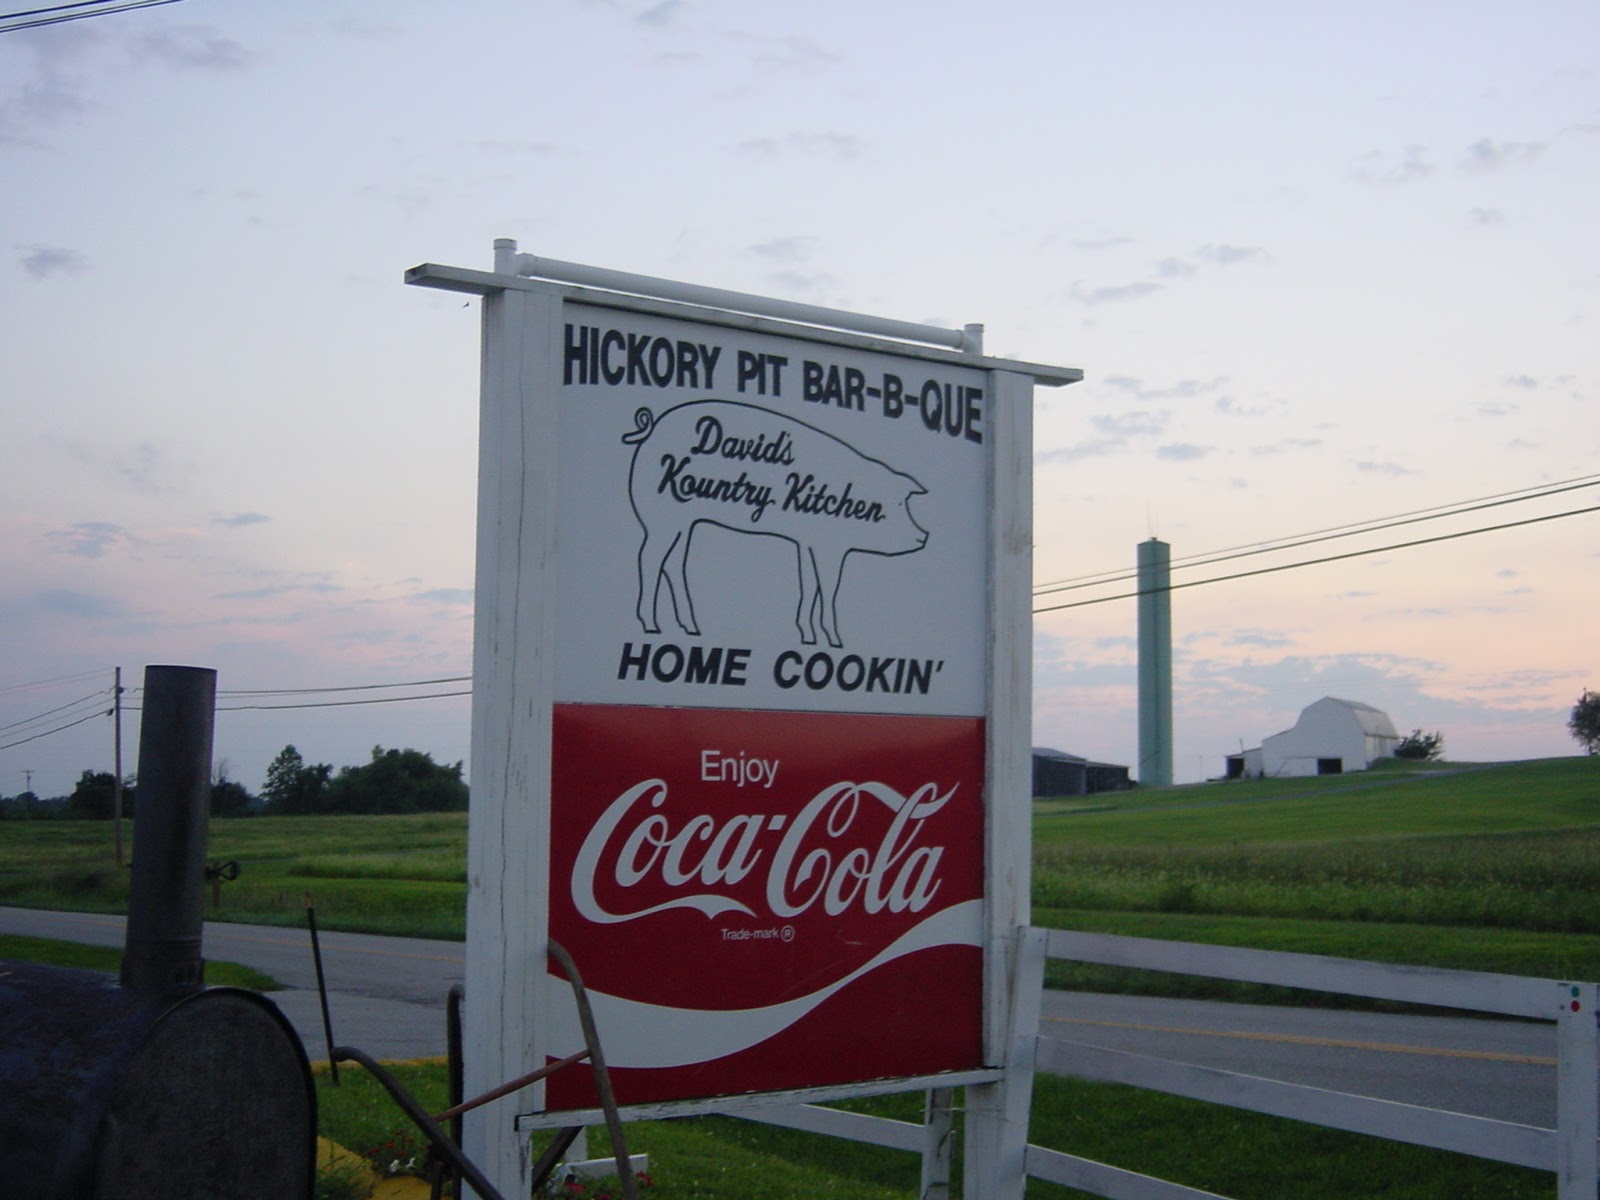 HICKORY PIT BAR-B-QUE
David's
Kountry Kitchen
HOME COOKIN'
Enjoy
Coca-Cola
Trade-mark ®